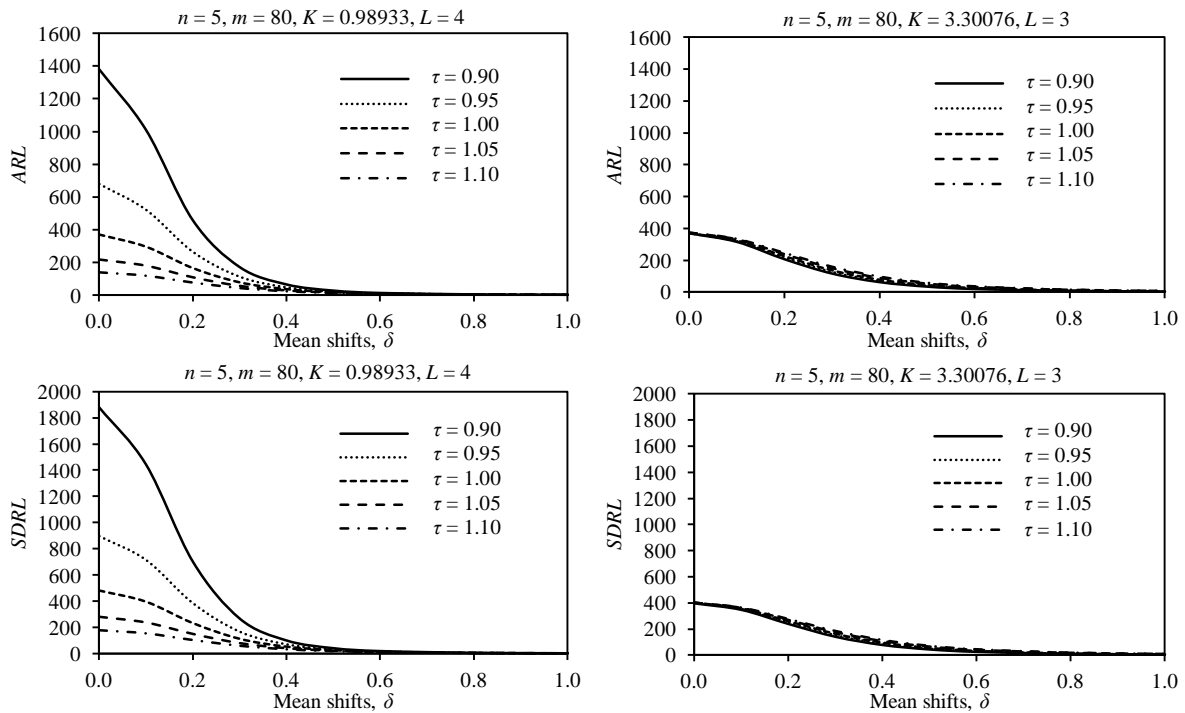 n = 5, m = 80, K = 0.98933, L = 4
1600
1400
1200
1000
800
600
400
200
0
ARL
τ = 0.90
τ = 0.95
τ = 1.00
τ = 1.05
τ = 1.10
0.0 0.2 0.4 0.6 0.8 1.0
Mean shifts, δ
n = 5, m = 80, K = 3.30076, L = 3
1600
1400
1200
1000
800
600
400
200
0
ARL
τ = 0.90
τ = 0.95
τ = 1.00
τ = 1.05
τ = 1.10
0.0 0.2 0.4 0.6 0.8 1.0
Mean shifts, δ
n = 5, m = 80, K = 0.98933, L = 4
2000
1800
1600
1400
1200
1000
800
600
400
200
0
SDRL
τ = 0.90
τ = 0.95
τ = 1.00
τ = 1.05
τ = 1.10
0.0 0.2 0.4 0.6 0.8 1.0
Mean shifts, δ
n = 5, m = 80, K = 3.30076, L = 3
2000
1800
1600
1400
1200
1000
800
600
400
200
0
SDRL
τ = 0.90
τ = 0.95
τ = 1.00
τ = 1.05
τ = 1.10
0.0 0.2 0.4 0.6 0.8 1.0
Mean shifts, δ